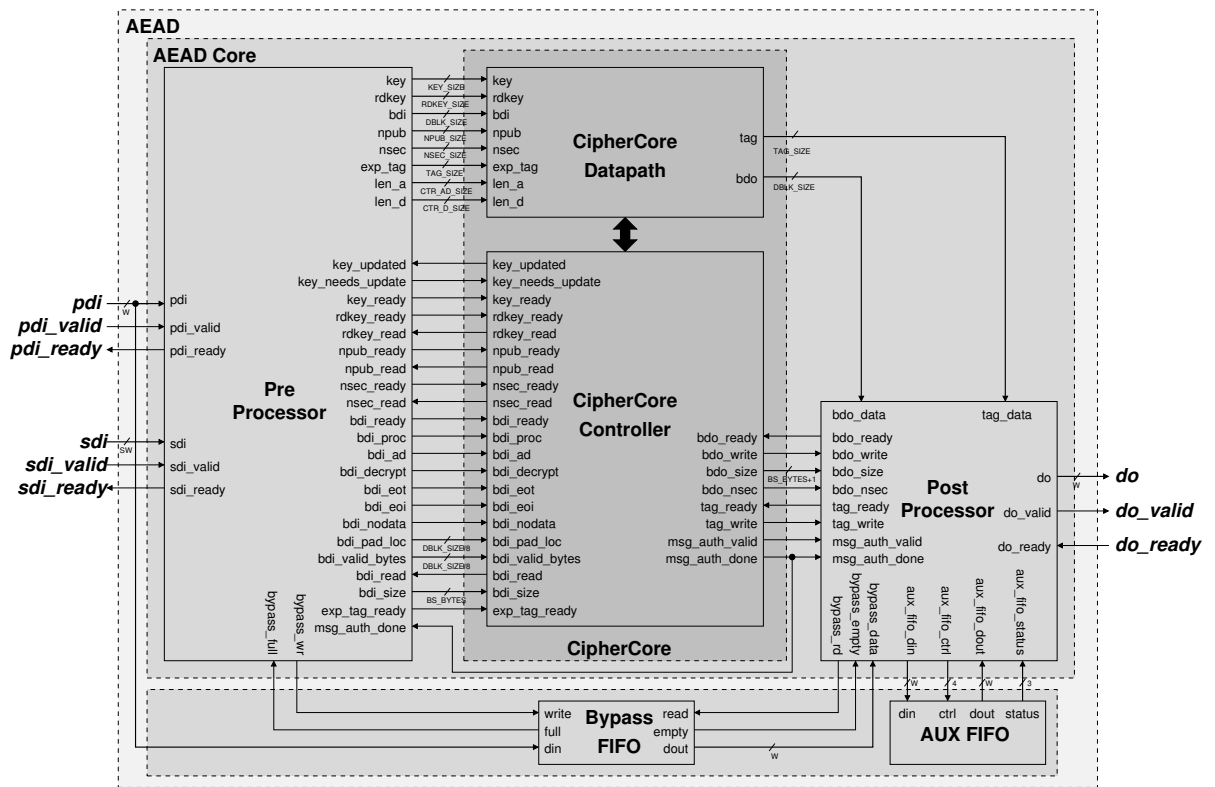 AEAD
AEAD Core
key
rdkey
bdi
npub
nsec
exp_tag
len_a
len_d
KEY_SIZE
RDKEY_SIZE
DBLK_SIZE
NPUB_SIZE
NSEC_SIZE
TAG_SIZE
CTR_AD_SIZE
CTR_D_SIZE
key
rdkey
bdi
npub
nsec
exp_tag
len_a
len_d
CipherCore
Datapath
tag
bdo
TAG_SIZE
DBLK_SIZE
pdi
W
pdi_valid
pdi_ready
sdi
SW
sdi_valid
sdi_ready
pdi
pdi_valid
pdi_ready
sdi
sdi_valid
sdi_ready
Pre
Processor
key_updated
key_needs_update
key_ready
rdkey_ready
rdkey_read
npub_ready
npub_read
nsec_ready
nsec_read
bdi_ready
bdi_proc
bdi_ad
bdi_decrypt
bdi_eot
bdi_eoi
bdi_nodata
bdi_pad_loc
bdi_valid_bytes
bdi_read
bdi_size
exp_tag_ready
msg_auth_done
bypass_full
bypass_wr
DBLK_SIZE/8
DBLK_SIZE/8
BS_BYTES
key_updated
key_needs_update
key_ready
rdkey_ready
rdkey_read
npub_ready
npub_read
nsec_ready
nsec_read
bdi_ready
bdi_proc
bdi_ad
bdi_decrypt
bdi_eot
bdi_eoi
bdi_nodata
bdi_pad_loc
bdi_valid_bytes
bdi_read
bdi_size
exp_tag_ready
CipherCore
Controller
bdo_ready
bdo_write
bdo_size
bdo_nsec
tag_ready
tag_write
msg_auth_valid
msg_auth_done
BS_BYTES+1
CipherCore
bdo_data
tag_data
bdo_ready
bdo_write
bdo_size
bdo_nsec
tag_ready
tag_write
msg_auth_valid
msg_auth_done
Post
Processor
do
do_valid
do_ready
W
do
do_valid
do_ready
bypass_rd
bypass_empty
bypass_data
aux_fifo_din
aux_fifo_ctrl
aux_fifo_dout
aux_fifo_status
W
4
W
3
write
full
din
Bypass
FIFO
read
empty
dout
W
din
ctrl
dout
status
AUX FIFO